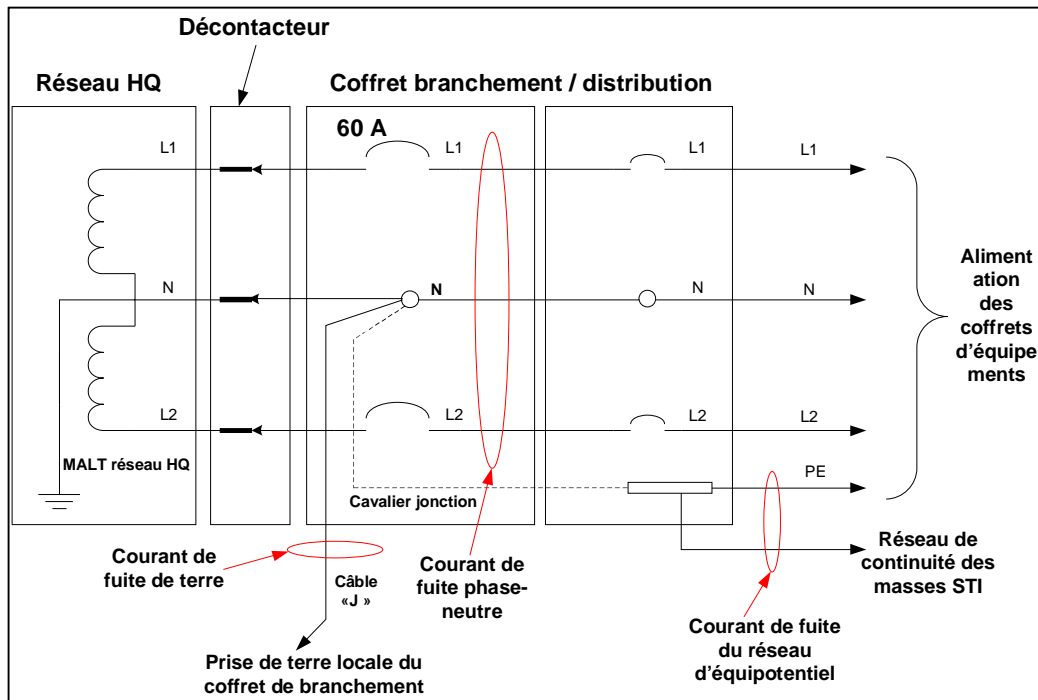 Décontacteur
Réseau HQ
Coffret branchement / distribution
60 A
L1
L1
L1
L1
N
N
N
N
L2
L2
L2
L2
MALT réseau HQ
PE
Cavalier jonction
Aliment
ation
des
coffrets
d'équipe
ments
Courant de
fuite de terre
Câble
«J »
Courant de
fuite phase-
neutre
Réseau de
continuité des
masses STI
Courant de fuite
du réseau
d'équipotentiel
Prise de terre locale du
coffret de branchement